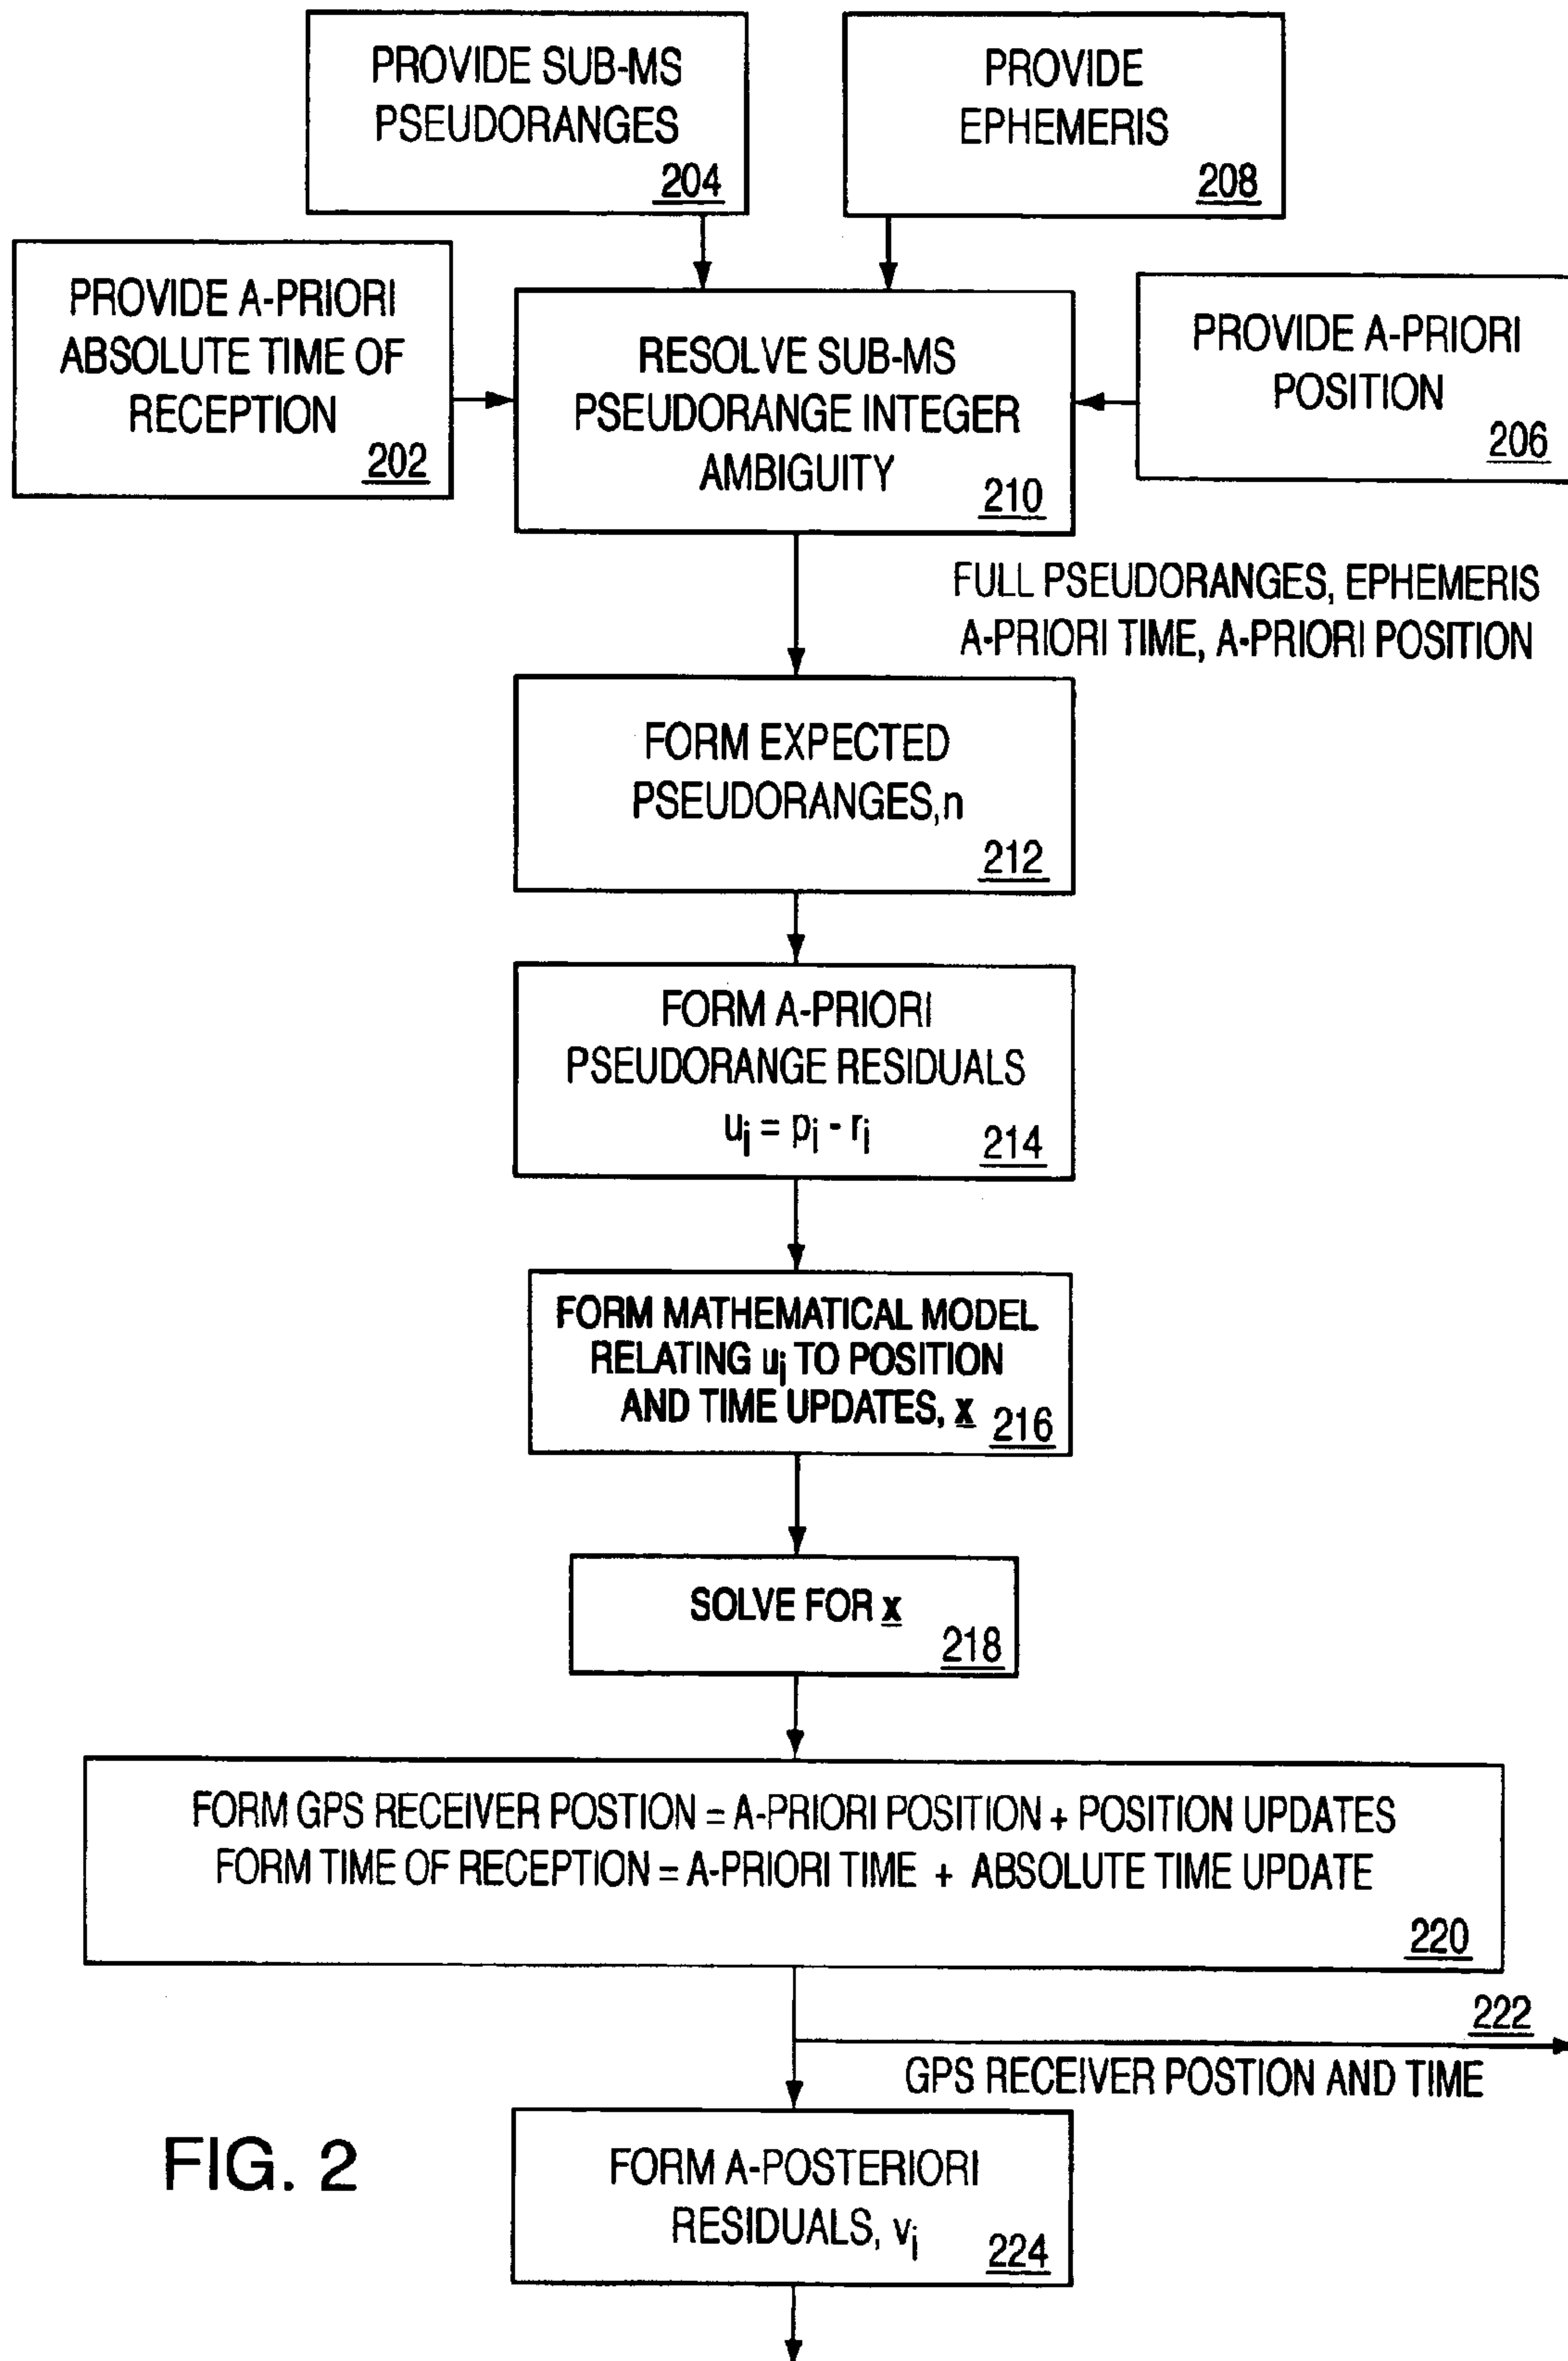 PROVIDE SUB-MS
PSEUDORANGES
204
PROVIDE
EPHEMERIS
208
PROVIDE A-PRIORI
ABSOLUTE TIME OF
RECEPTION
202
RESOLVE SUB-MS
PSEUDORANGE INTEGER
AMBIGUITY
210
PROVIDE A-PRIORI
POSITION
206
FULL PSEUDORANGES, EPHEMERIS
A-PRIORI TIME, A-PRIORI POSITION
FORM EXPECTED
PSEUDORANGES,n
212
FORM A-PRIORI
PSEUDORANGE RESIDUALS
ui = pi - ri
214
FORM MATHEMATICAL MODEL
RELATING ui TO POSITION
AND TIME UPDATES, x
216
SOLVE FOR x
218
FORM GPS RECEIVER POSTION = A-PRIORI POSITION + POSITION UPDATES
FORM TIME OF RECEPTION = A-PRIORI TIME + ABSOLUTE TIME UPDATE
220
222
GPS RECEIVER POSTION AND TIME
FIG. 2
FORM A-POSTERIORI
RESIDUALS, vi
224